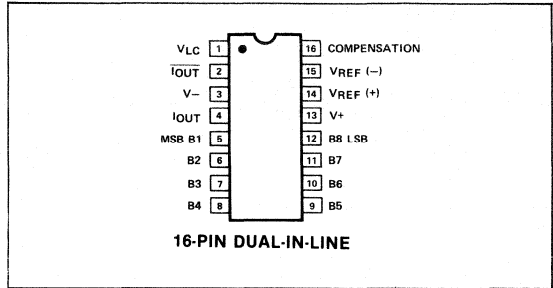 VLC 1 16 COMPENSATION
IOUT 2 15 VREF (−)
V− 3 14 VREF (+)
IOUT 4 13 V+
MSB B1 5 12 B8 LSB
B2 6 11 B7
B3 7 10 B6
B4 8 9 B5
16-PIN DUAL-IN-LINE